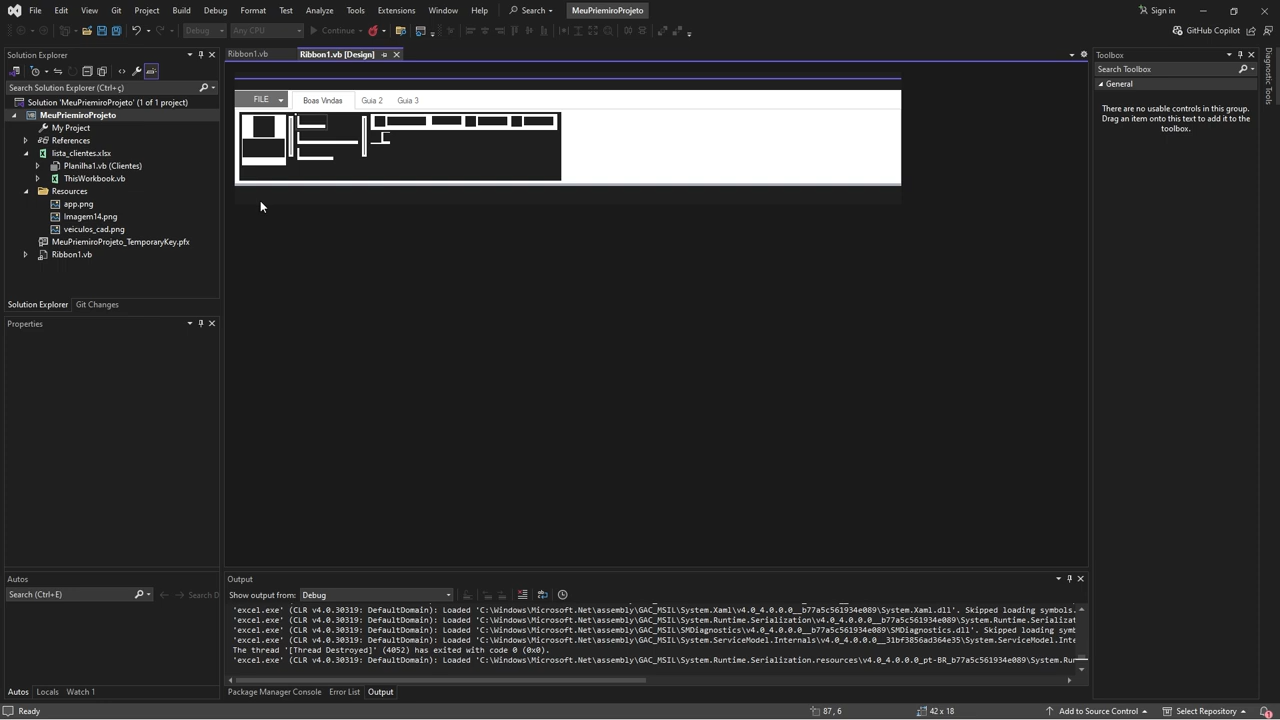 File Edit View Git Project Build Debug Format Test Analyze Tools Extensions Window Help Search MeuPriemiroProjeto Sign in
Debug Any CPU Continue GitHub Copilot
Solution Explorer
Search Solution Explorer (Ctrl+ç)
Solution 'MeuPriemiroProjeto' (1 of 1 project)
MeuPriemiroProjeto
My Project
References
lista_clientes.xlsx
Planilha1.vb (Clientes)
ThisWorkbook.vb
Resources
app.png
Imagem14.png
veiculos_cad.png
MeuPriemiroProjeto_TemporaryKey.pfx
Ribbon1.vb
Solution Explorer Git Changes
Properties
Autos
Search (Ctrl+E) Search D
Autos Locals Watch 1
Ribbon1.vb Ribbon1.vb [Design]
FILE Boas Vindas Guia 2 Guia 3
Output
Show output from: Debug
'excel.exe' (CLR v4.0.30319: DefaultDomain): Loaded 'C:\Windows\Microsoft.Net\assembly\GAC_MSIL\System.Xaml\v4.0_4.0.0.0__b77a5c561934e089\System.Xaml.dll'. Skipped loading symbols.
'excel.exe' (CLR v4.0.30319: DefaultDomain): Loaded 'C:\Windows\Microsoft.Net\assembly\GAC_MSIL\System.Runtime.Serialization\v4.0_4.0.0.0__b77a5c561934e089\System.Runtime.Serializat
'excel.exe' (CLR v4.0.30319: DefaultDomain): Loaded 'C:\Windows\Microsoft.Net\assembly\GAC_MSIL\SMDiagnostics\v4.0_4.0.0.0__b77a5c561934e089\SMDiagnostics.dll'. Skipped loading symb
'excel.exe' (CLR v4.0.30319: DefaultDomain): Loaded 'C:\Windows\Microsoft.Net\assembly\GAC_MSIL\System.ServiceModel.Internals\v4.0_4.0.0.0__31bf3856ad364e35\System.ServiceModel.Inte
The thread '[Thread Destroyed]' (4052) has exited with code 0 (0x0).
'excel.exe' (CLR v4.0.30319: DefaultDomain): Loaded 'C:\Windows\Microsoft.Net\assembly\GAC_MSIL\System.Runtime.Serialization.resources\v4.0_4.0.0.0_pt-BR_b77a5c561934e089\System.Run
Package Manager Console Error List Output
Toolbox
Search Toolbox
General
There are no usable controls in this group.
Drag an item onto this text to add it to the
toolbox.
Diagnostic Tools
Ready 87, 6 42 x 18 Add to Source Control Select Repository